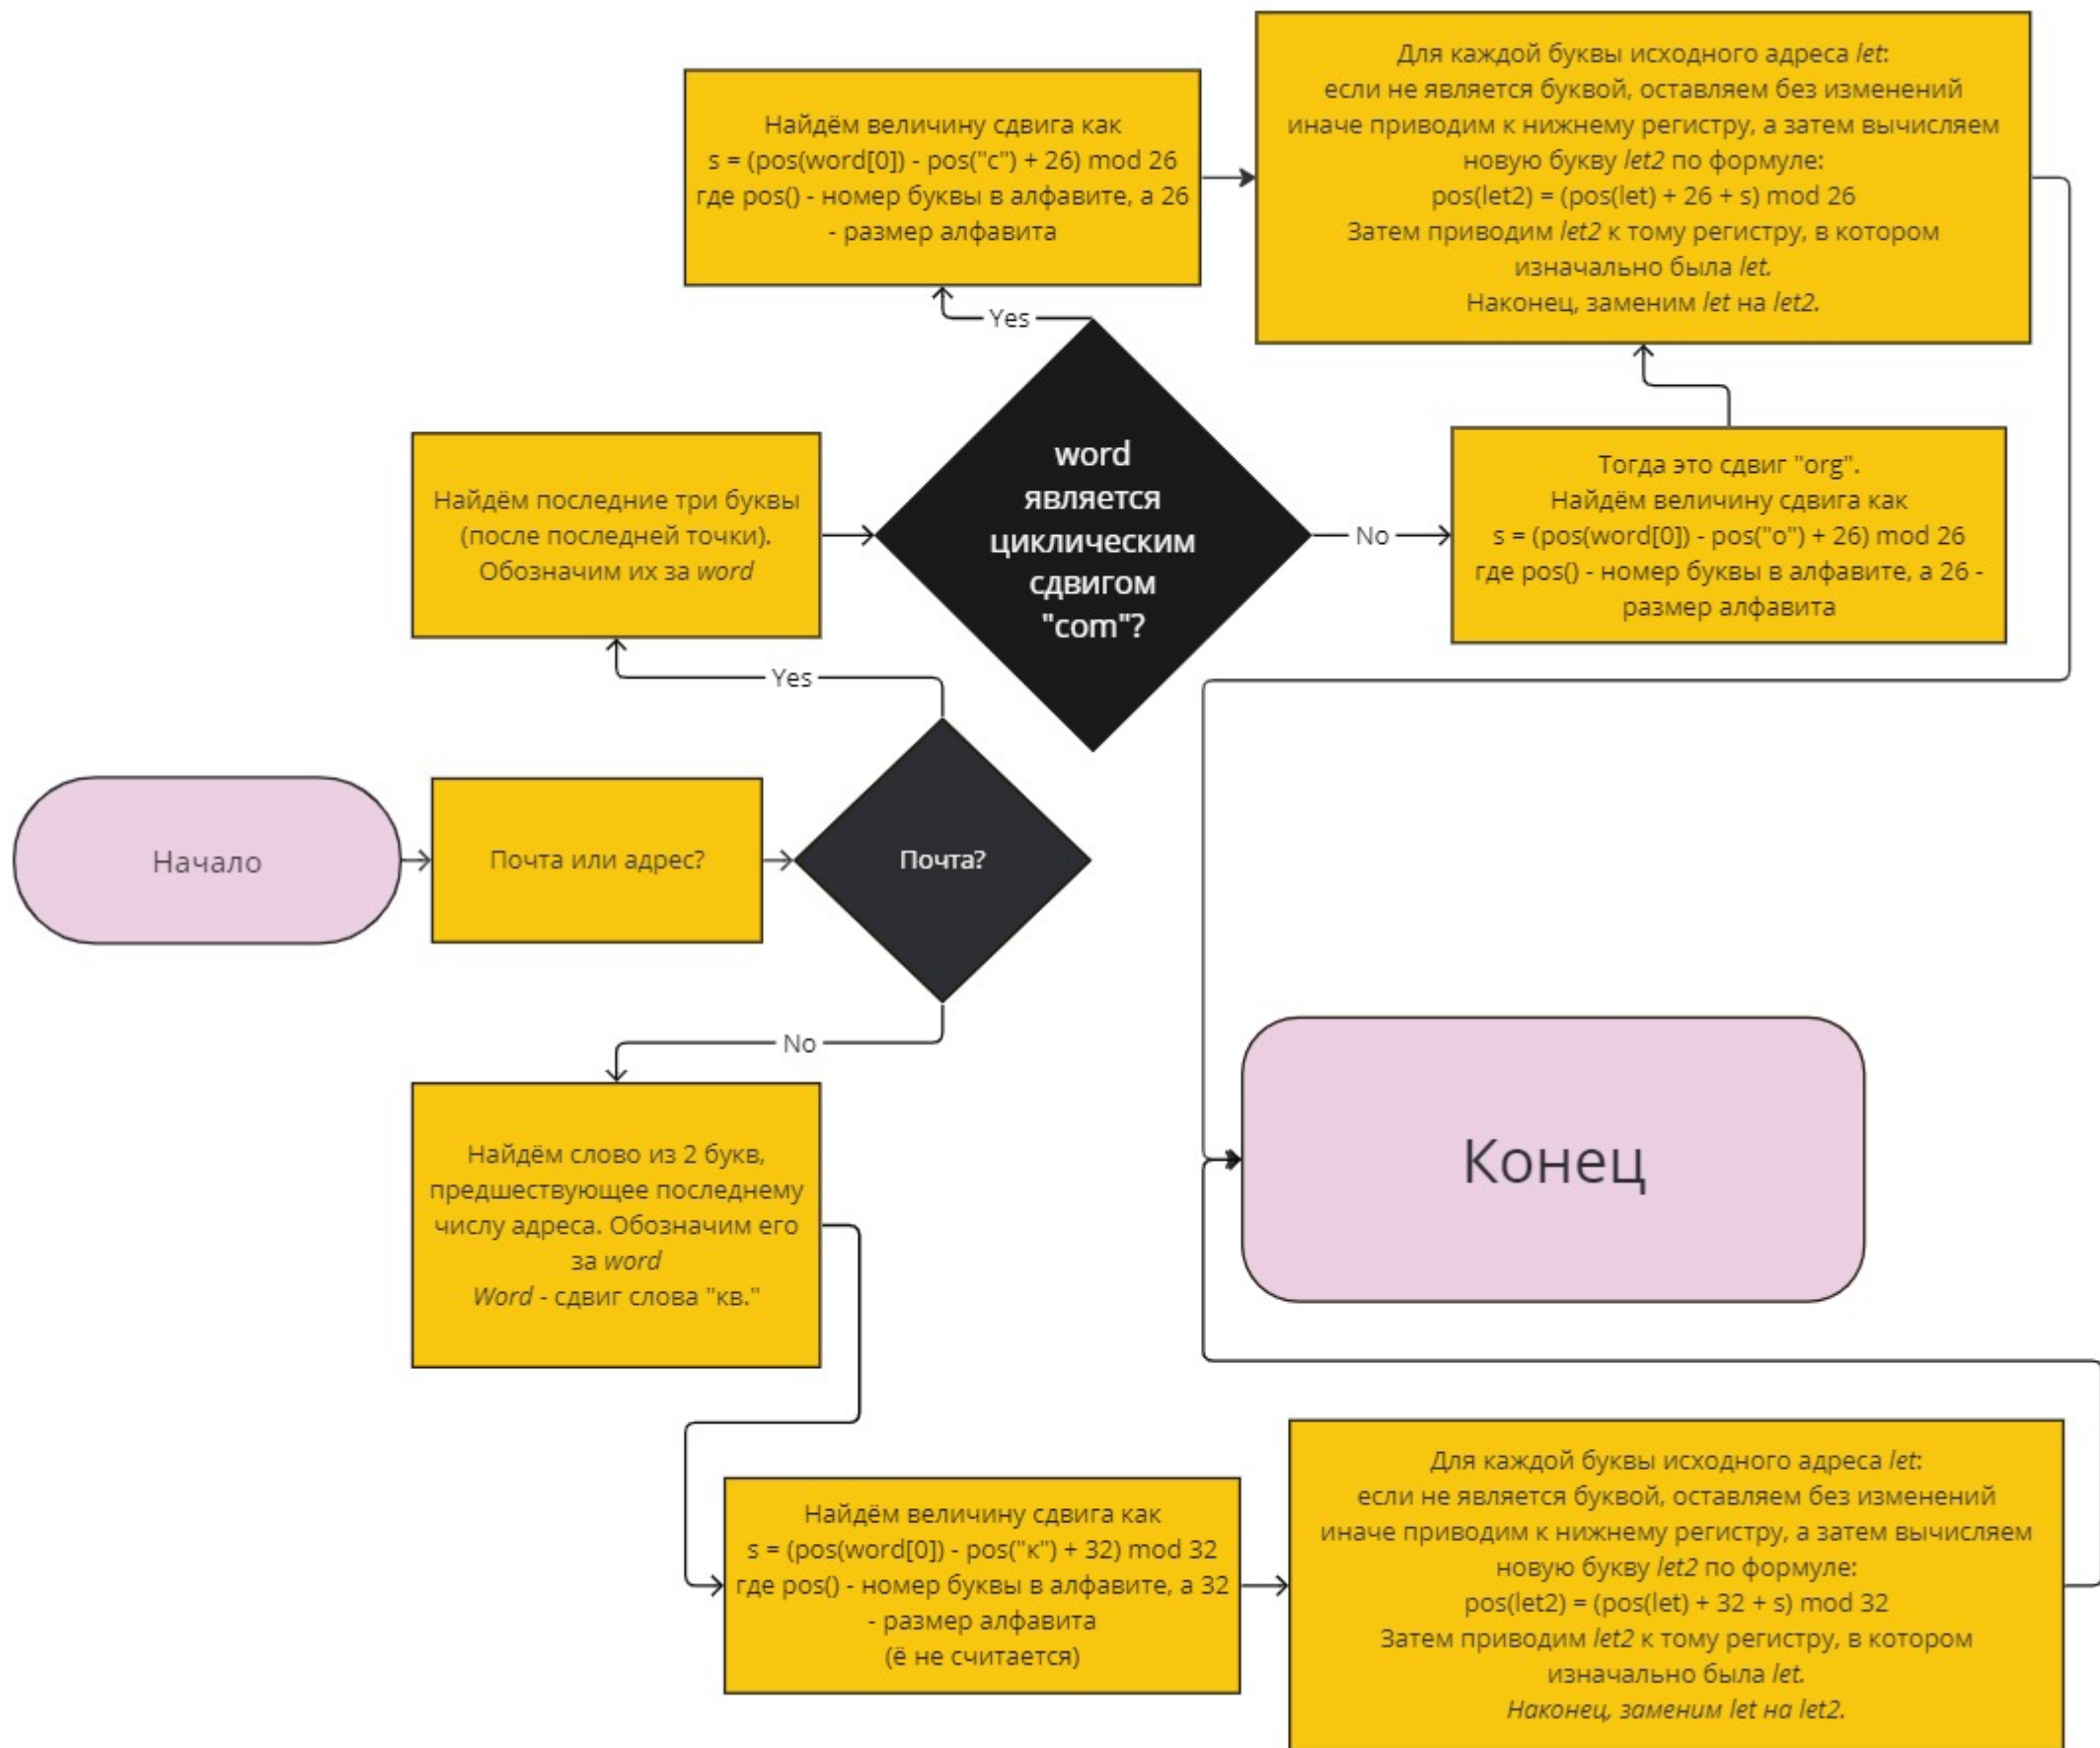 Начало
Почта или адрес?
Почта?
Yes
Найдём последние три буквы
(после последней точки).
Обозначим их за word
word
является
циклическим
сдвигом
"com"?
Yes
Найдём величину сдвига как
s = (pos(word[0]) - pos("c") + 26) mod 26
где pos() - номер буквы в алфавите, а 26
- размер алфавита
Для каждой буквы исходного адреса let:
если не является буквой, оставляем без изменений
иначе приводим к нижнему регистру, а затем вычисляем
новую букву let2 по формуле:
pos(let2) = (pos(let) + 26 + s) mod 26
Затем приводим let2 к тому регистру, в котором
изначально была let.
Наконец, заменим let на let2.
No
Тогда это сдвиг "org".
Найдём величину сдвига как
s = (pos(word[0]) - pos("o") + 26) mod 26
где pos() - номер буквы в алфавите, а 26 -
размер алфавита
No
Найдём слово из 2 букв,
предшествующее последнему
числу адреса. Обозначим его
за word
Word - сдвиг слова "кв."
Найдём величину сдвига как
s = (pos(word[0]) - pos("к") + 32) mod 32
где pos() - номер буквы в алфавите, а 32
- размер алфавита
(ё не считается)
Для каждой буквы исходного адреса let:
если не является буквой, оставляем без изменений
иначе приводим к нижнему регистру, а затем вычисляем
новую букву let2 по формуле:
pos(let2) = (pos(let) + 32 + s) mod 32
Затем приводим let2 к тому регистру, в котором
изначально была let.
Наконец, заменим let на let2.
Конец